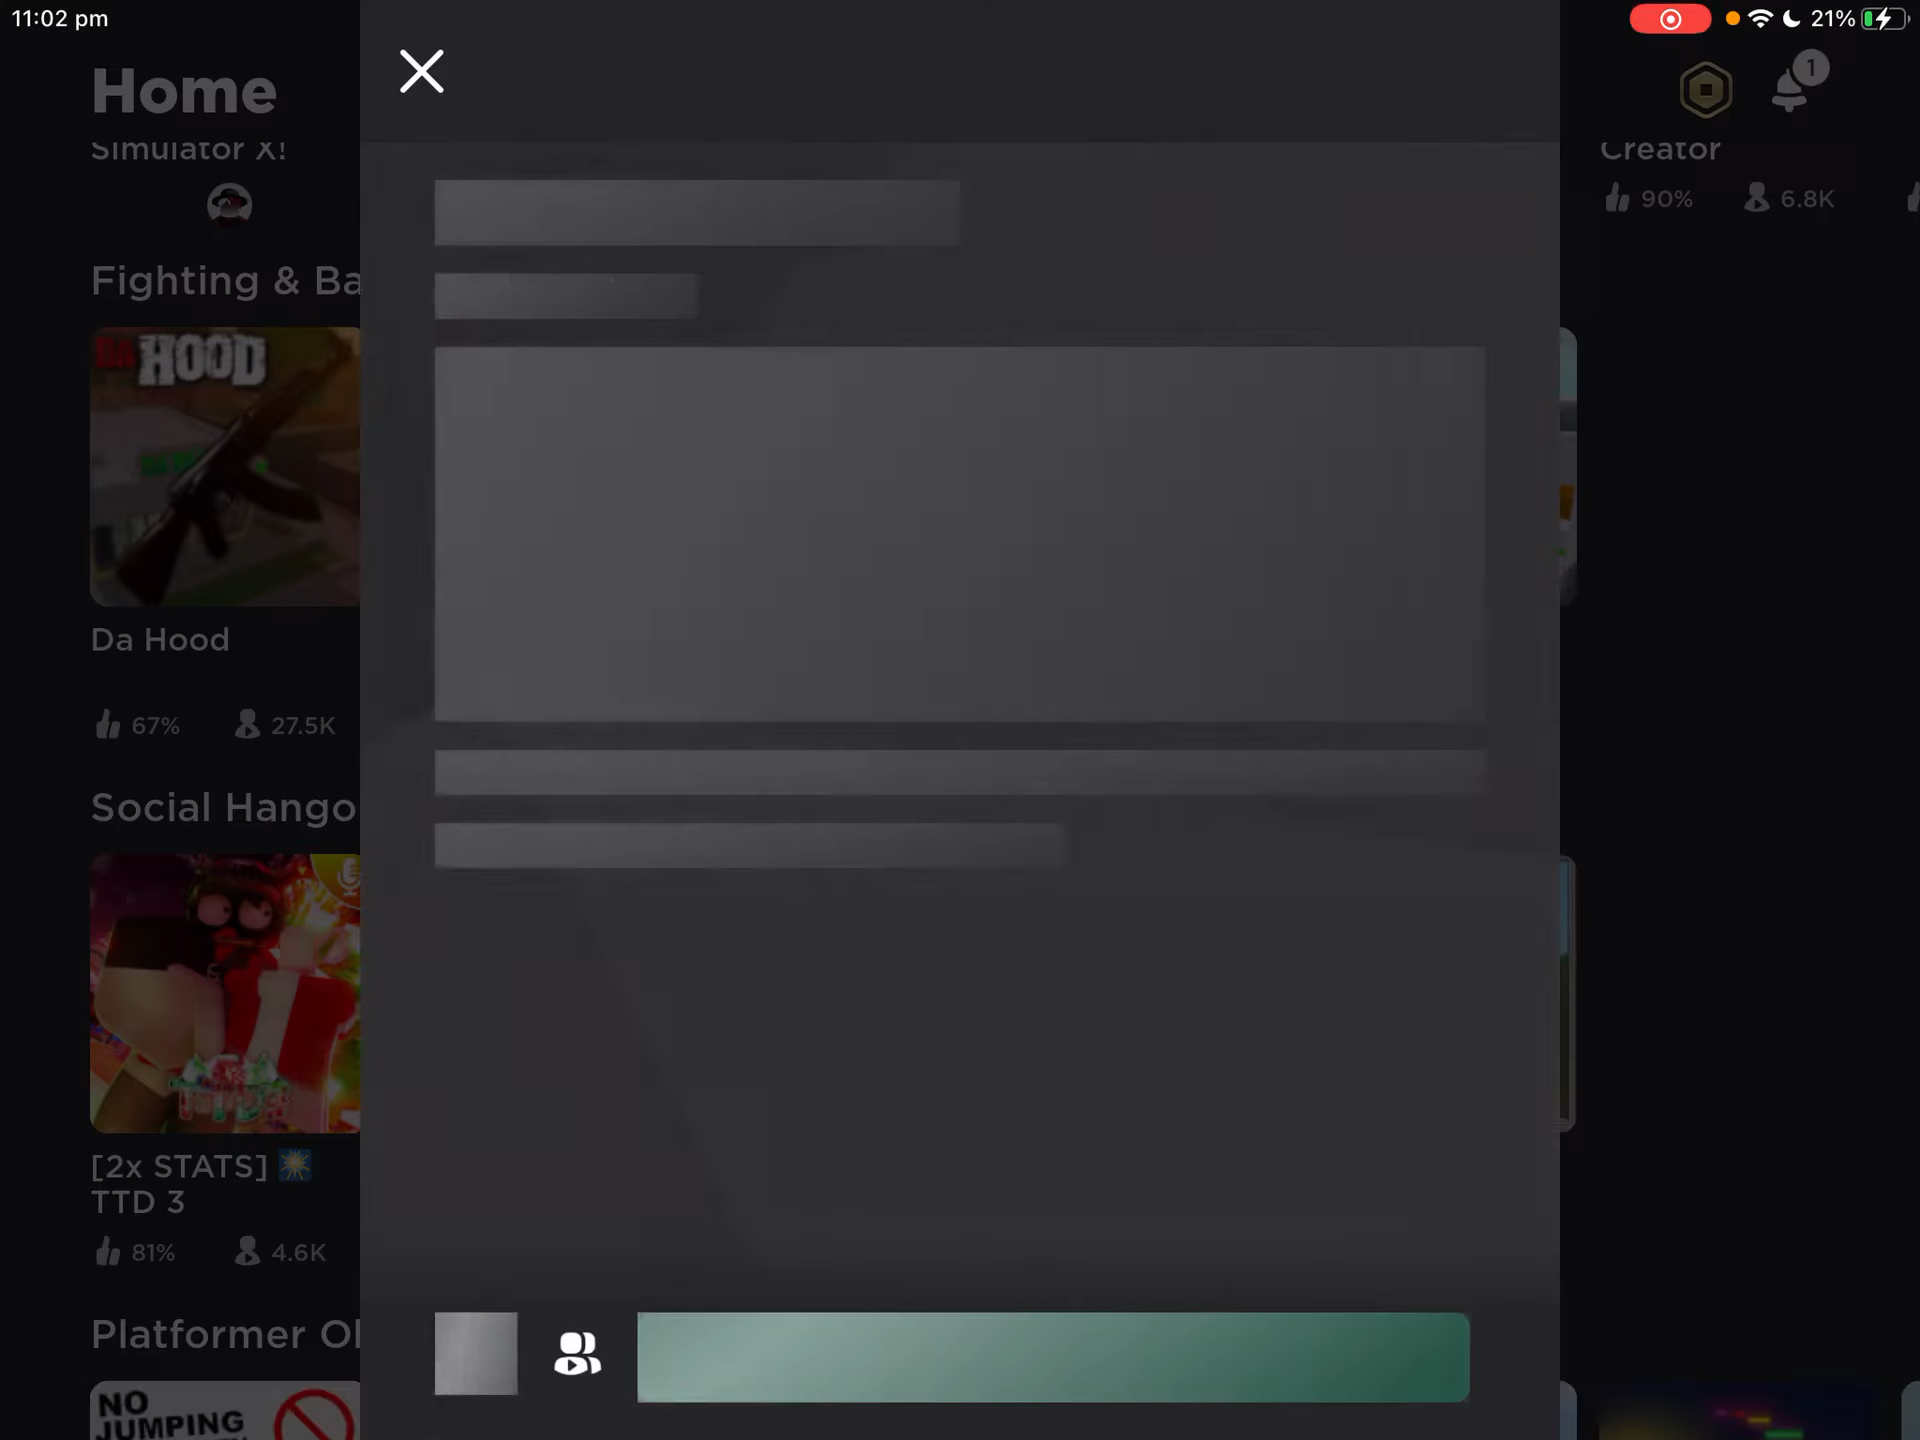 11:02 pm
21%
Home
1
Simulator X!
Creator
90%
6.8K
Fighting & Ba
DA HOOD
Da Hood
67%
27.5K
Social Hango
[2x STATS]
TTD 3
81%
4.6K
Platformer Ol
NO
JUMPING